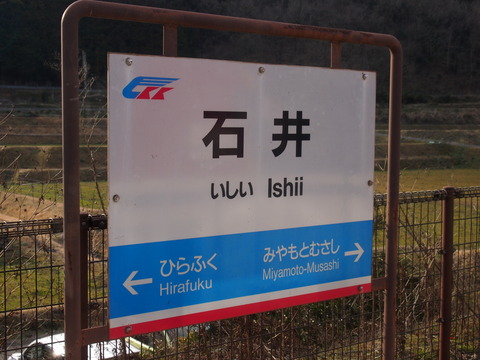 石井
いしい Ishii
ひらふく みやもとむさし
← Hirafuku Miyamoto-Musashi →